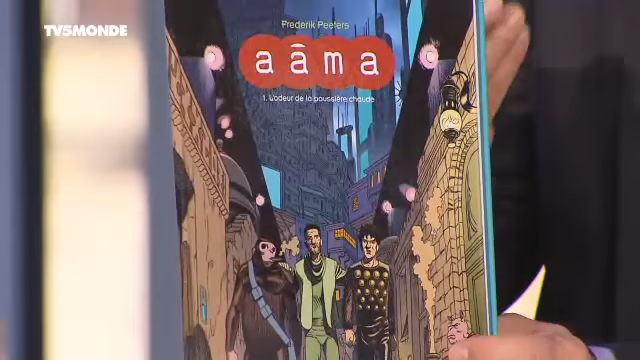 TV5MONDE
Frederik Peeters
aâma
1. L'odeur de la poussière chaude